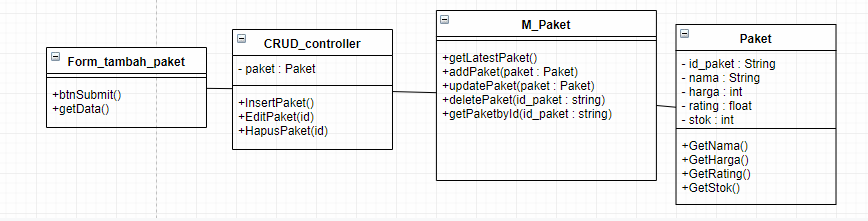 Form_tambah_paket
+btnSubmit()
+getData()
CRUD_controller
- paket : Paket
+InsertPaket()
+EditPaket(id)
+HapusPaket(id)
M_Paket
+getLatestPaket()
+addPaket(paket : Paket)
+updatePaket(paket : Paket)
+deletePaket(id_paket : string)
+getPaketbyId(id_paket : string)
Paket
- id_paket : String
- nama : String
- harga : int
- rating : float
- stok : int
+GetNama()
+GetHarga()
+GetRating()
+GetStok()